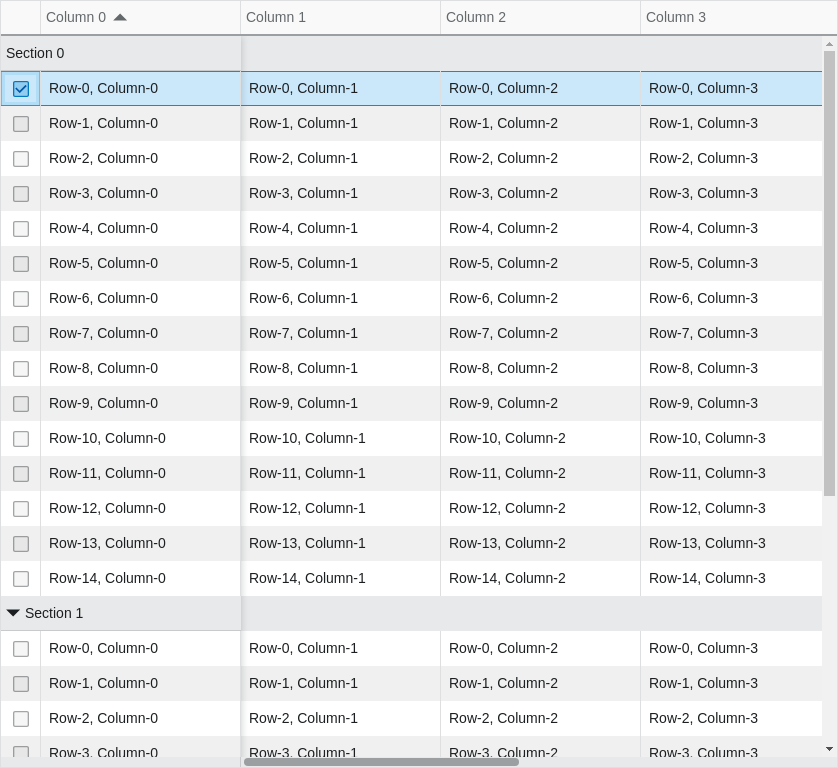 Column 0 Column 1 Column 2 Column 3
Section 0
Row-0, Column-0 Row-0, Column-1 Row-0, Column-2 Row-0, Column-3
Row-1, Column-0 Row-1, Column-1 Row-1, Column-2 Row-1, Column-3
Row-2, Column-0 Row-2, Column-1 Row-2, Column-2 Row-2, Column-3
Row-3, Column-0 Row-3, Column-1 Row-3, Column-2 Row-3, Column-3
Row-4, Column-0 Row-4, Column-1 Row-4, Column-2 Row-4, Column-3
Row-5, Column-0 Row-5, Column-1 Row-5, Column-2 Row-5, Column-3
Row-6, Column-0 Row-6, Column-1 Row-6, Column-2 Row-6, Column-3
Row-7, Column-0 Row-7, Column-1 Row-7, Column-2 Row-7, Column-3
Row-8, Column-0 Row-8, Column-1 Row-8, Column-2 Row-8, Column-3
Row-9, Column-0 Row-9, Column-1 Row-9, Column-2 Row-9, Column-3
Row-10, Column-0 Row-10, Column-1 Row-10, Column-2 Row-10, Column-3
Row-11, Column-0 Row-11, Column-1 Row-11, Column-2 Row-11, Column-3
Row-12, Column-0 Row-12, Column-1 Row-12, Column-2 Row-12, Column-3
Row-13, Column-0 Row-13, Column-1 Row-13, Column-2 Row-13, Column-3
Row-14, Column-0 Row-14, Column-1 Row-14, Column-2 Row-14, Column-3
Section 1
Row-0, Column-0 Row-0, Column-1 Row-0, Column-2 Row-0, Column-3
Row-1, Column-0 Row-1, Column-1 Row-1, Column-2 Row-1, Column-3
Row-2, Column-0 Row-2, Column-1 Row-2, Column-2 Row-2, Column-3
Row-3, Column-0 Row-3, Column-1 Row-3, Column-2 Row-3, Column-3